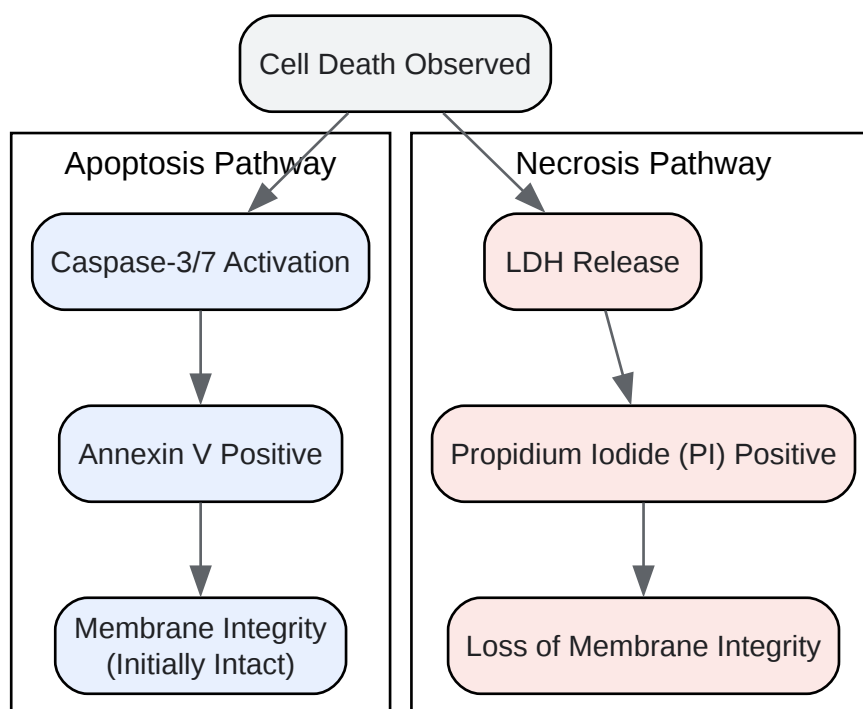 Cell Death Observed
Apoptosis Pathway
Caspase-3/7 Activation
Annexin V Positive
Membrane Integrity
(Initially Intact)
Necrosis Pathway
LDH Release
Propidium Iodide (PI) Positive
Loss of Membrane Integrity